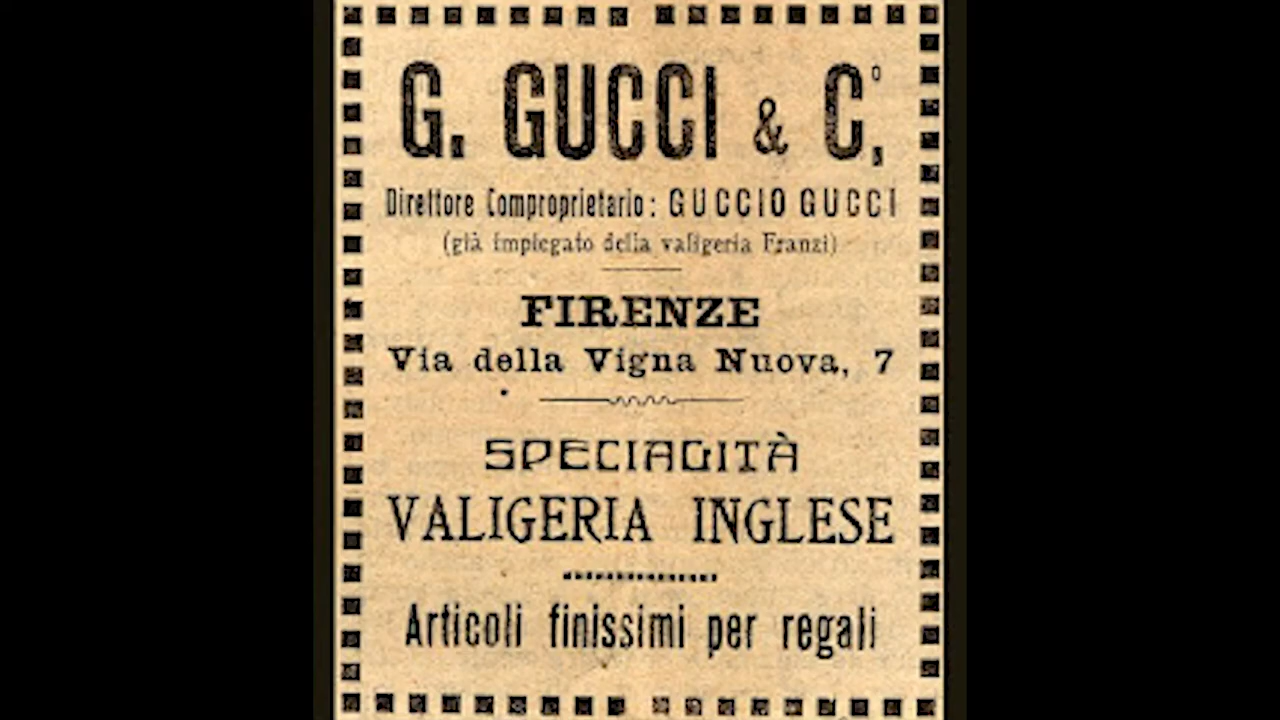 G. GUCCI & C.º,
Direttore Comproprietario: GUCCIO GUCCI
(già impiegato della valigeria Franzi)
FIRENZE
Via della Vigna Nuova, 7
SPECIALITÀ
VALIGERIA INGLESE
Articoli finissimi per regali